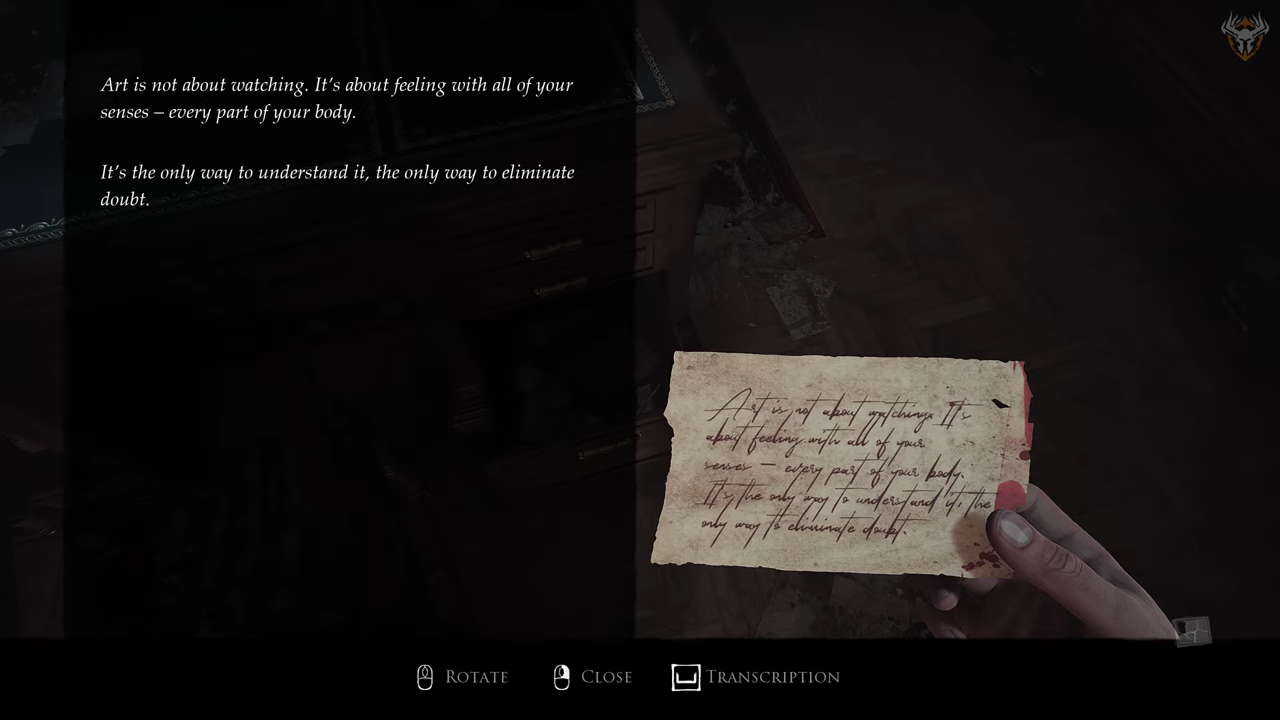 Art is not about watching. It's about feeling with all of your
senses – every part of your body.
It's the only way to understand it, the only way to eliminate
doubt.
Art is not about watching. It's
about feeling with all of your
senses – every part of your body.
It's the only way to understand it, the
only way to eliminate doubt.
ROTATE CLOSE TRANSCRIPTION